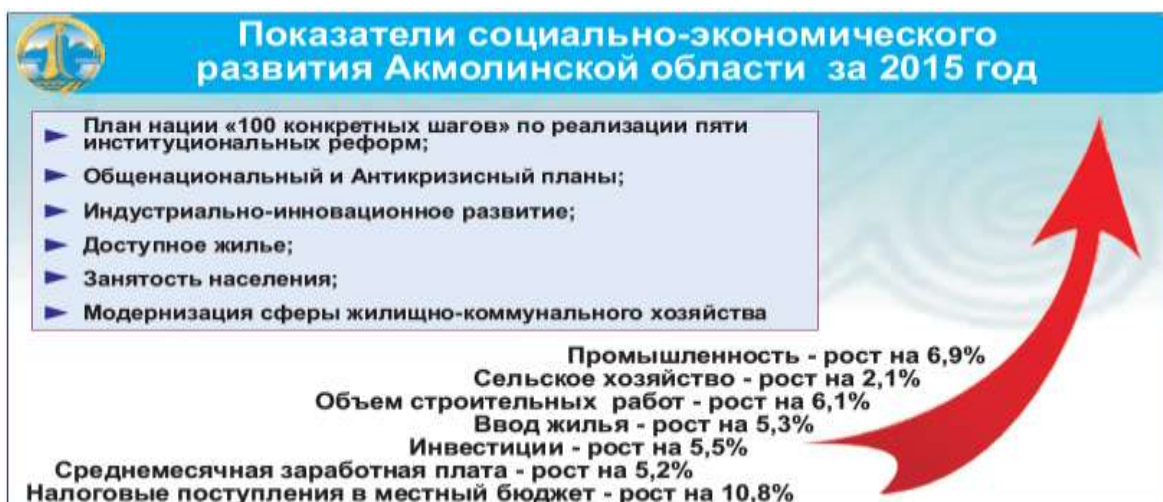 Показатели социально-экономического
развития Акмолинской области за 2015 год
План нации «100 конкретных шагов» по реализации пяти
институциональных реформ;
Общенациональный и Антикризисный планы;
Индустриально-инновационное развитие;
Доступное жилье;
Занятость населения;
Модернизация сферы жилищно-коммунального хозяйства
Промышленность - рост на 6,9%
Сельское хозяйство - рост на 2,1%
Объем строительных работ - рост на 6,1%
Ввод жилья - рост на 5,3%
Инвестиции - рост на 5,5%
Среднемесячная заработная плата - рост на 5,2%
Налоговые поступления в местный бюджет - рост на 10,8%